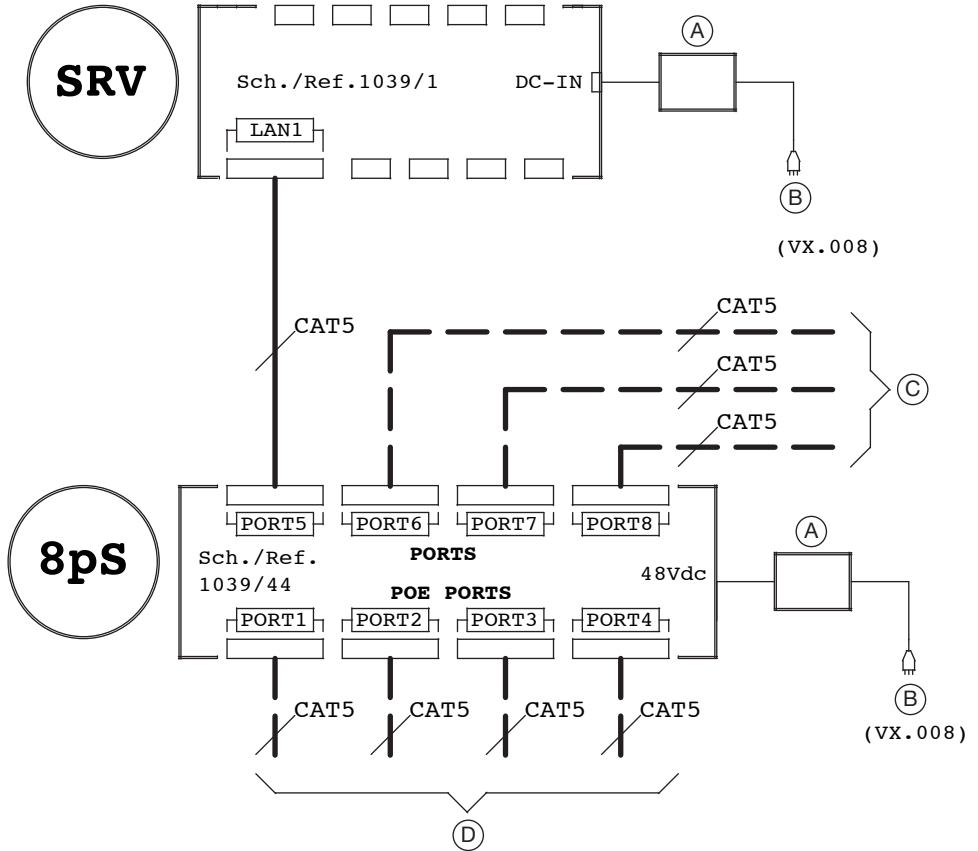 SRV
Sch./Ref.1039/1
DC-IN
A
LAN1
B
(VX.008)
CAT5
CAT5
CAT5
CAT5
C
8pS
PORT5
PORT6
PORT7
PORT8
Sch./Ref.
1039/44
PORTS
POE PORTS
48Vdc
A
PORT1
PORT2
PORT3
PORT4
B
(VX.008)
CAT5
CAT5
CAT5
CAT5
D